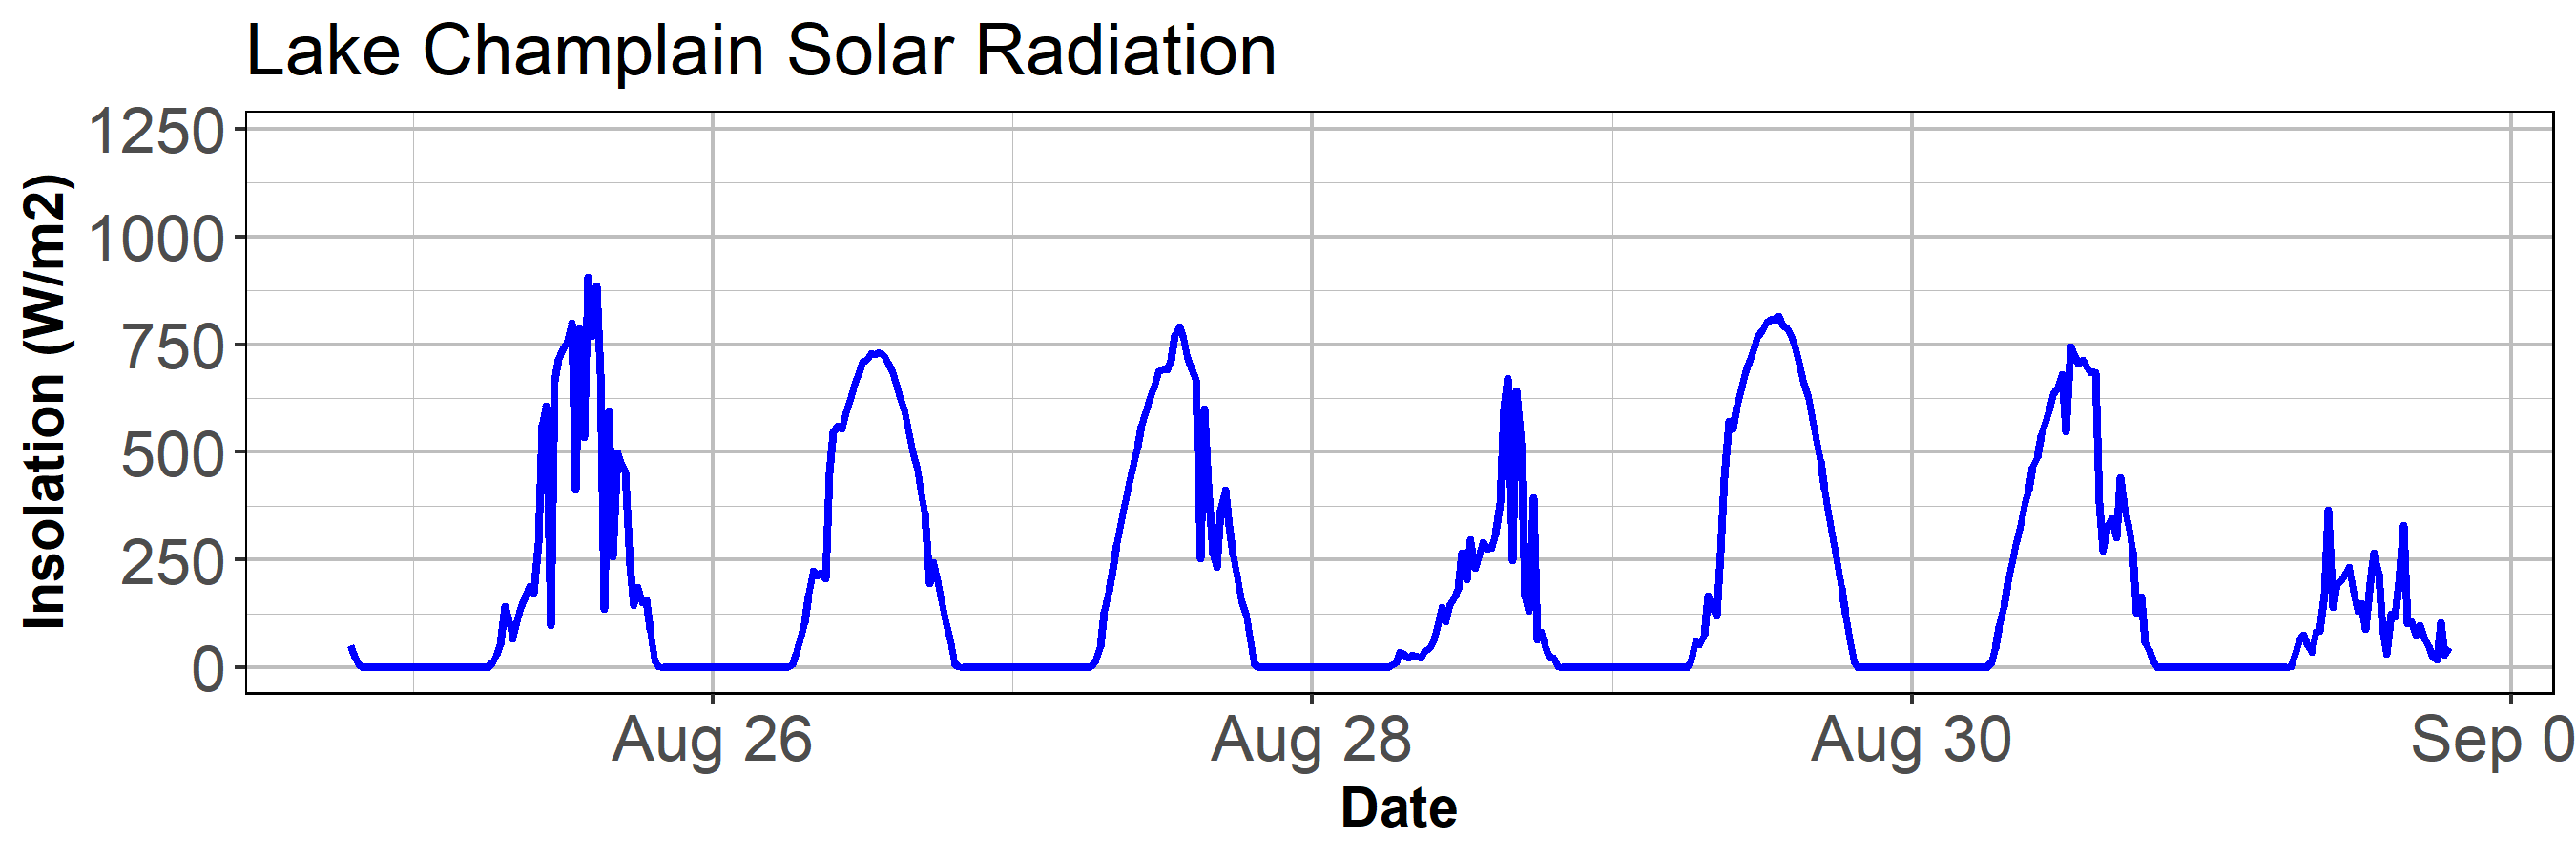 Lake Champlain Solar Radiation
1250
1000
750
500
250
0
Insolation (W/m2)
Aug 26
Aug 28
Aug 30
Sep 0
Date